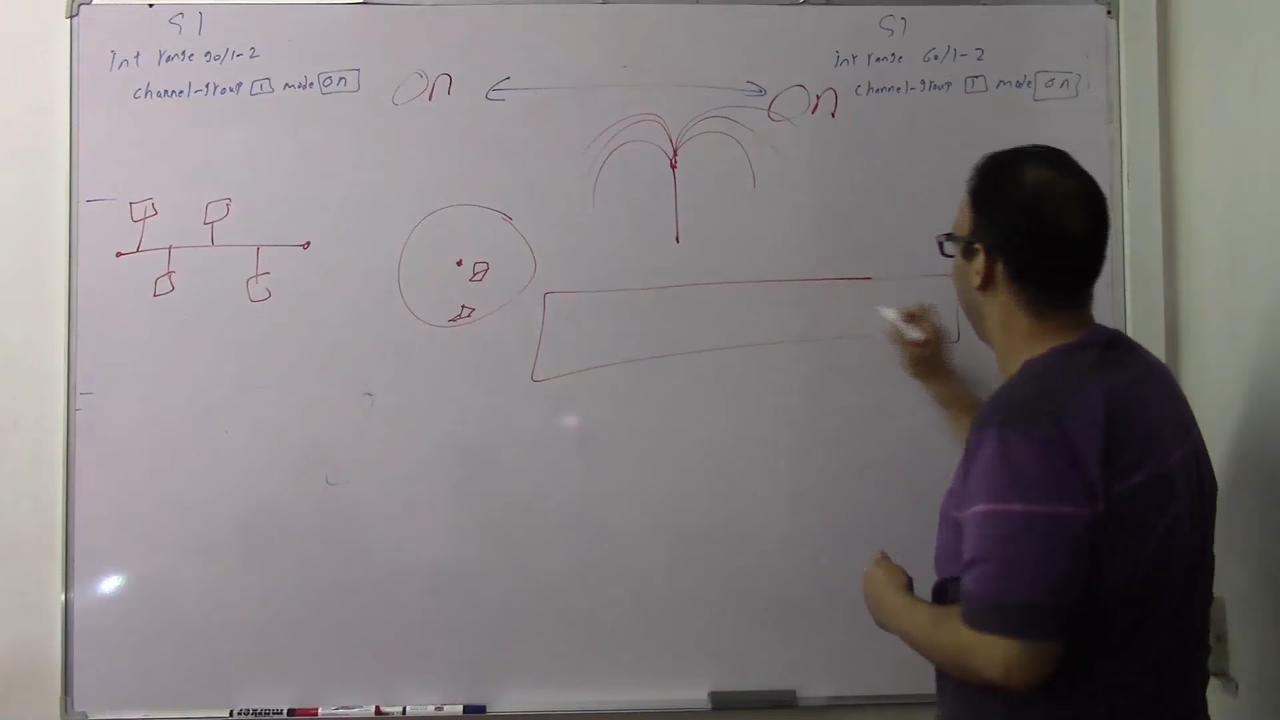 S1
int range go/1-2
channel-group 1 mode on
On
S1
int range Go/1-2
channel-group 1 mode on
On
marker